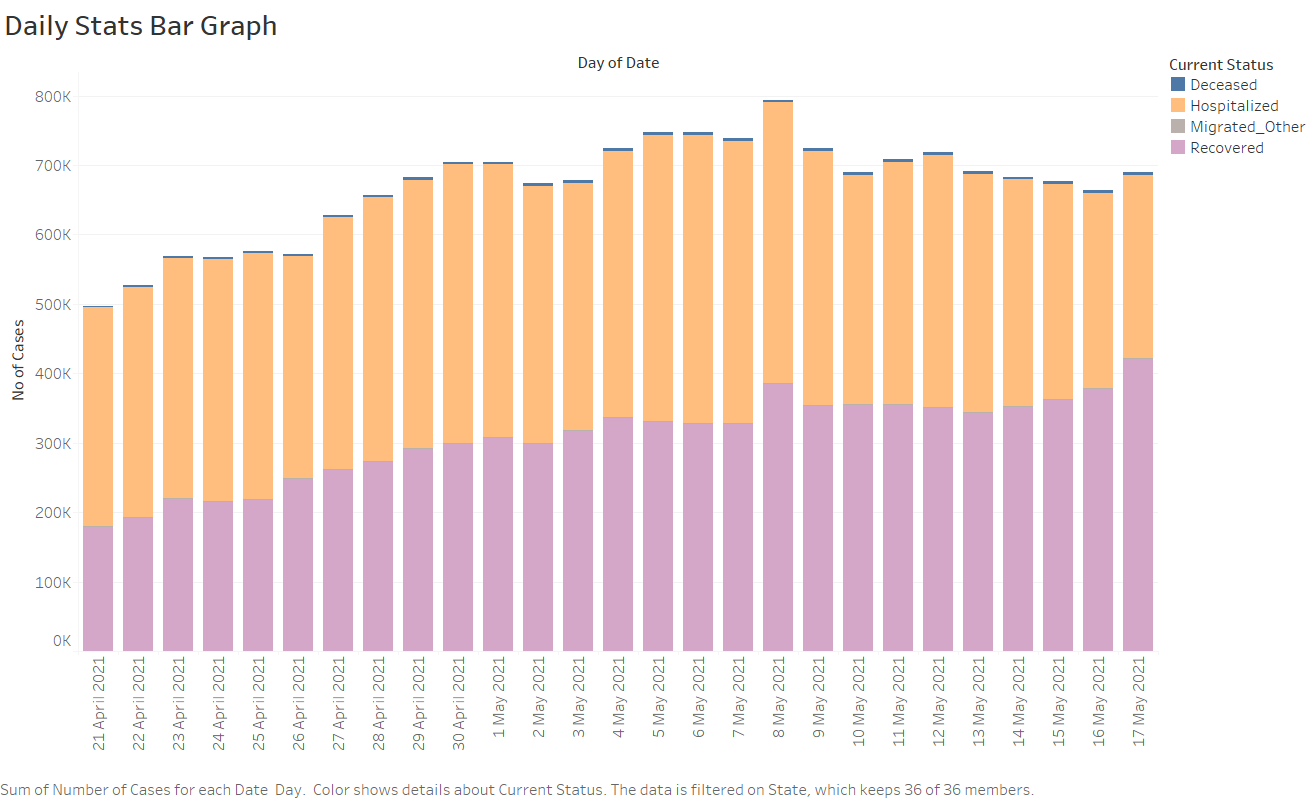 Daily Stats Bar Graph
Day of Date
Current Status
Deceased
Hospitalized
Migrated_Other
Recovered
No of Cases
800K
700K
600K
500K
400K
300K
200K
100K
0K
21 April 2021
22 April 2021
23 April 2021
24 April 2021
25 April 2021
26 April 2021
27 April 2021
28 April 2021
29 April 2021
30 April 2021
1 May 2021
2 May 2021
3 May 2021
4 May 2021
5 May 2021
6 May 2021
7 May 2021
8 May 2021
9 May 2021
10 May 2021
11 May 2021
12 May 2021
13 May 2021
14 May 2021
15 May 2021
16 May 2021
17 May 2021
Sum of Number of Cases for each Date  Day.  Color shows details about Current Status. The data is filtered on State, which keeps 36 of 36 members.